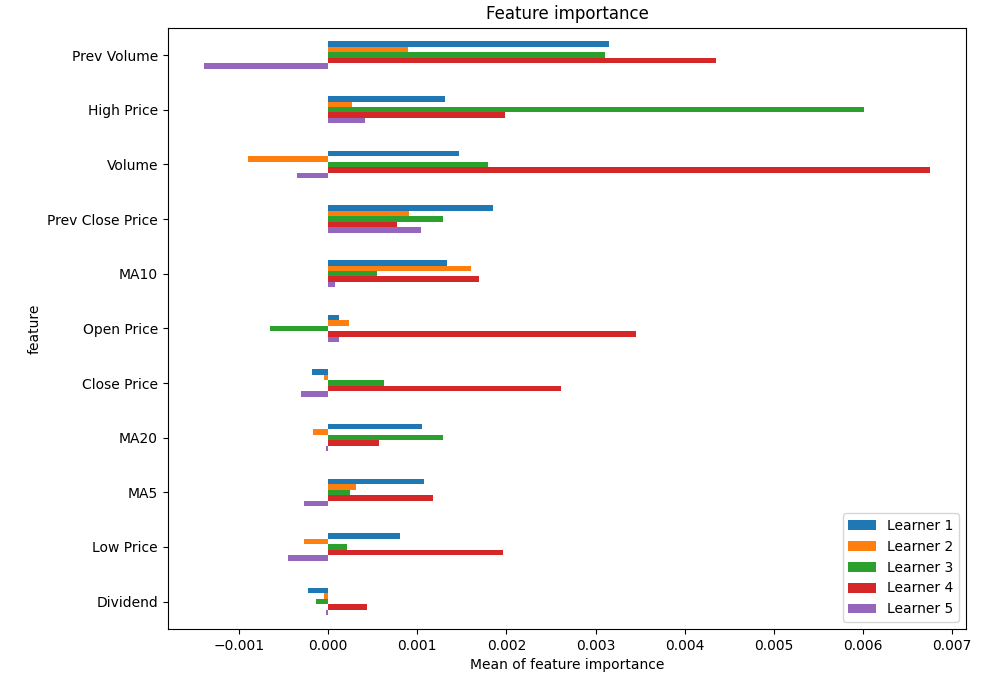 Feature importance
Prev Volume
High Price
Volume
Prev Close Price
MA10
Open Price
Close Price
MA20
MA5
Low Price
Dividend
feature
Learner 1
Learner 2
Learner 3
Learner 4
Learner 5
−0.001 0.000 0.001 0.002 0.003 0.004 0.005 0.006 0.007
Mean of feature importance